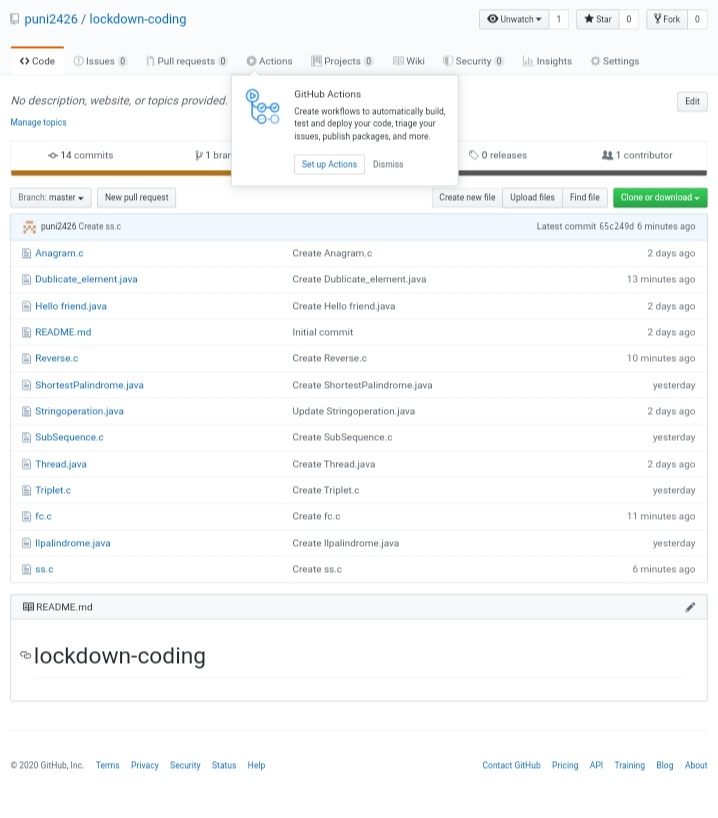 puni2426 / lockdown-coding
Unwatch 1 Star 0 Fork 0
Code Issues 0 Pull requests 0 Actions Projects 0 Wiki Security 0 Insights Settings
GitHub Actions
Create workflows to automatically build,
test and deploy your code, triage your
issues, publish packages, and more.
Set up Actions Dismiss
No description, website, or topics provided. Edit
Manage topics
14 commits 1 bran 0 releases 1 contributor
Branch: master New pull request Create new file Upload files Find file Clone or download
puni2426 Create ss.c Latest commit 65c249d 6 minutes ago
Anagram.c Create Anagram.c 2 days ago
Dublicate_element.java Create Dublicate_element.java 13 minutes ago
Hello friend.java Create Hello friend.java 2 days ago
README.md Initial commit 2 days ago
Reverse.c Create Reverse.c 10 minutes ago
ShortestPalindrome.java Create ShortestPalindrome.java yesterday
Stringoperation.java Update Stringoperation.java 2 days ago
SubSequence.c Create SubSequence.c yesterday
Thread.java Create Thread.java 2 days ago
Triplet.c Create Triplet.c yesterday
fc.c Create fc.c 11 minutes ago
llpalindrome.java Create llpalindrome.java yesterday
ss.c Create ss.c 6 minutes ago
README.md
lockdown-coding
© 2020 GitHub, Inc. Terms Privacy Security Status Help Contact GitHub Pricing API Training Blog About